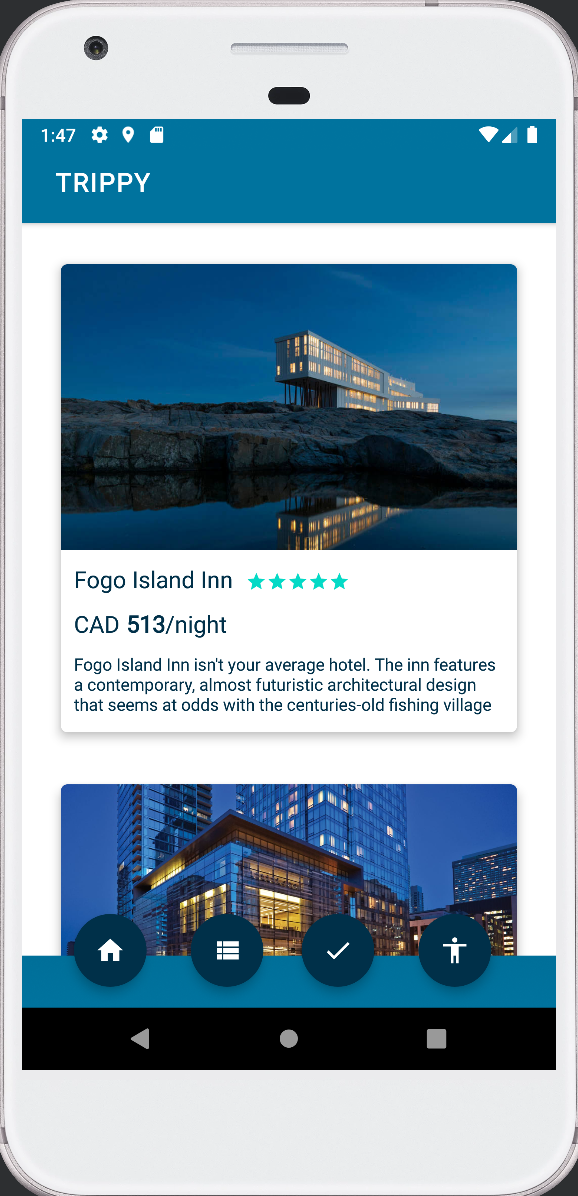 1:47
TRIPPY
Fogo Island Inn
CAD 513/night
Fogo Island Inn isn't your average hotel. The inn features
a contemporary, almost futuristic architectural design
that seems at odds with the centuries-old fishing village